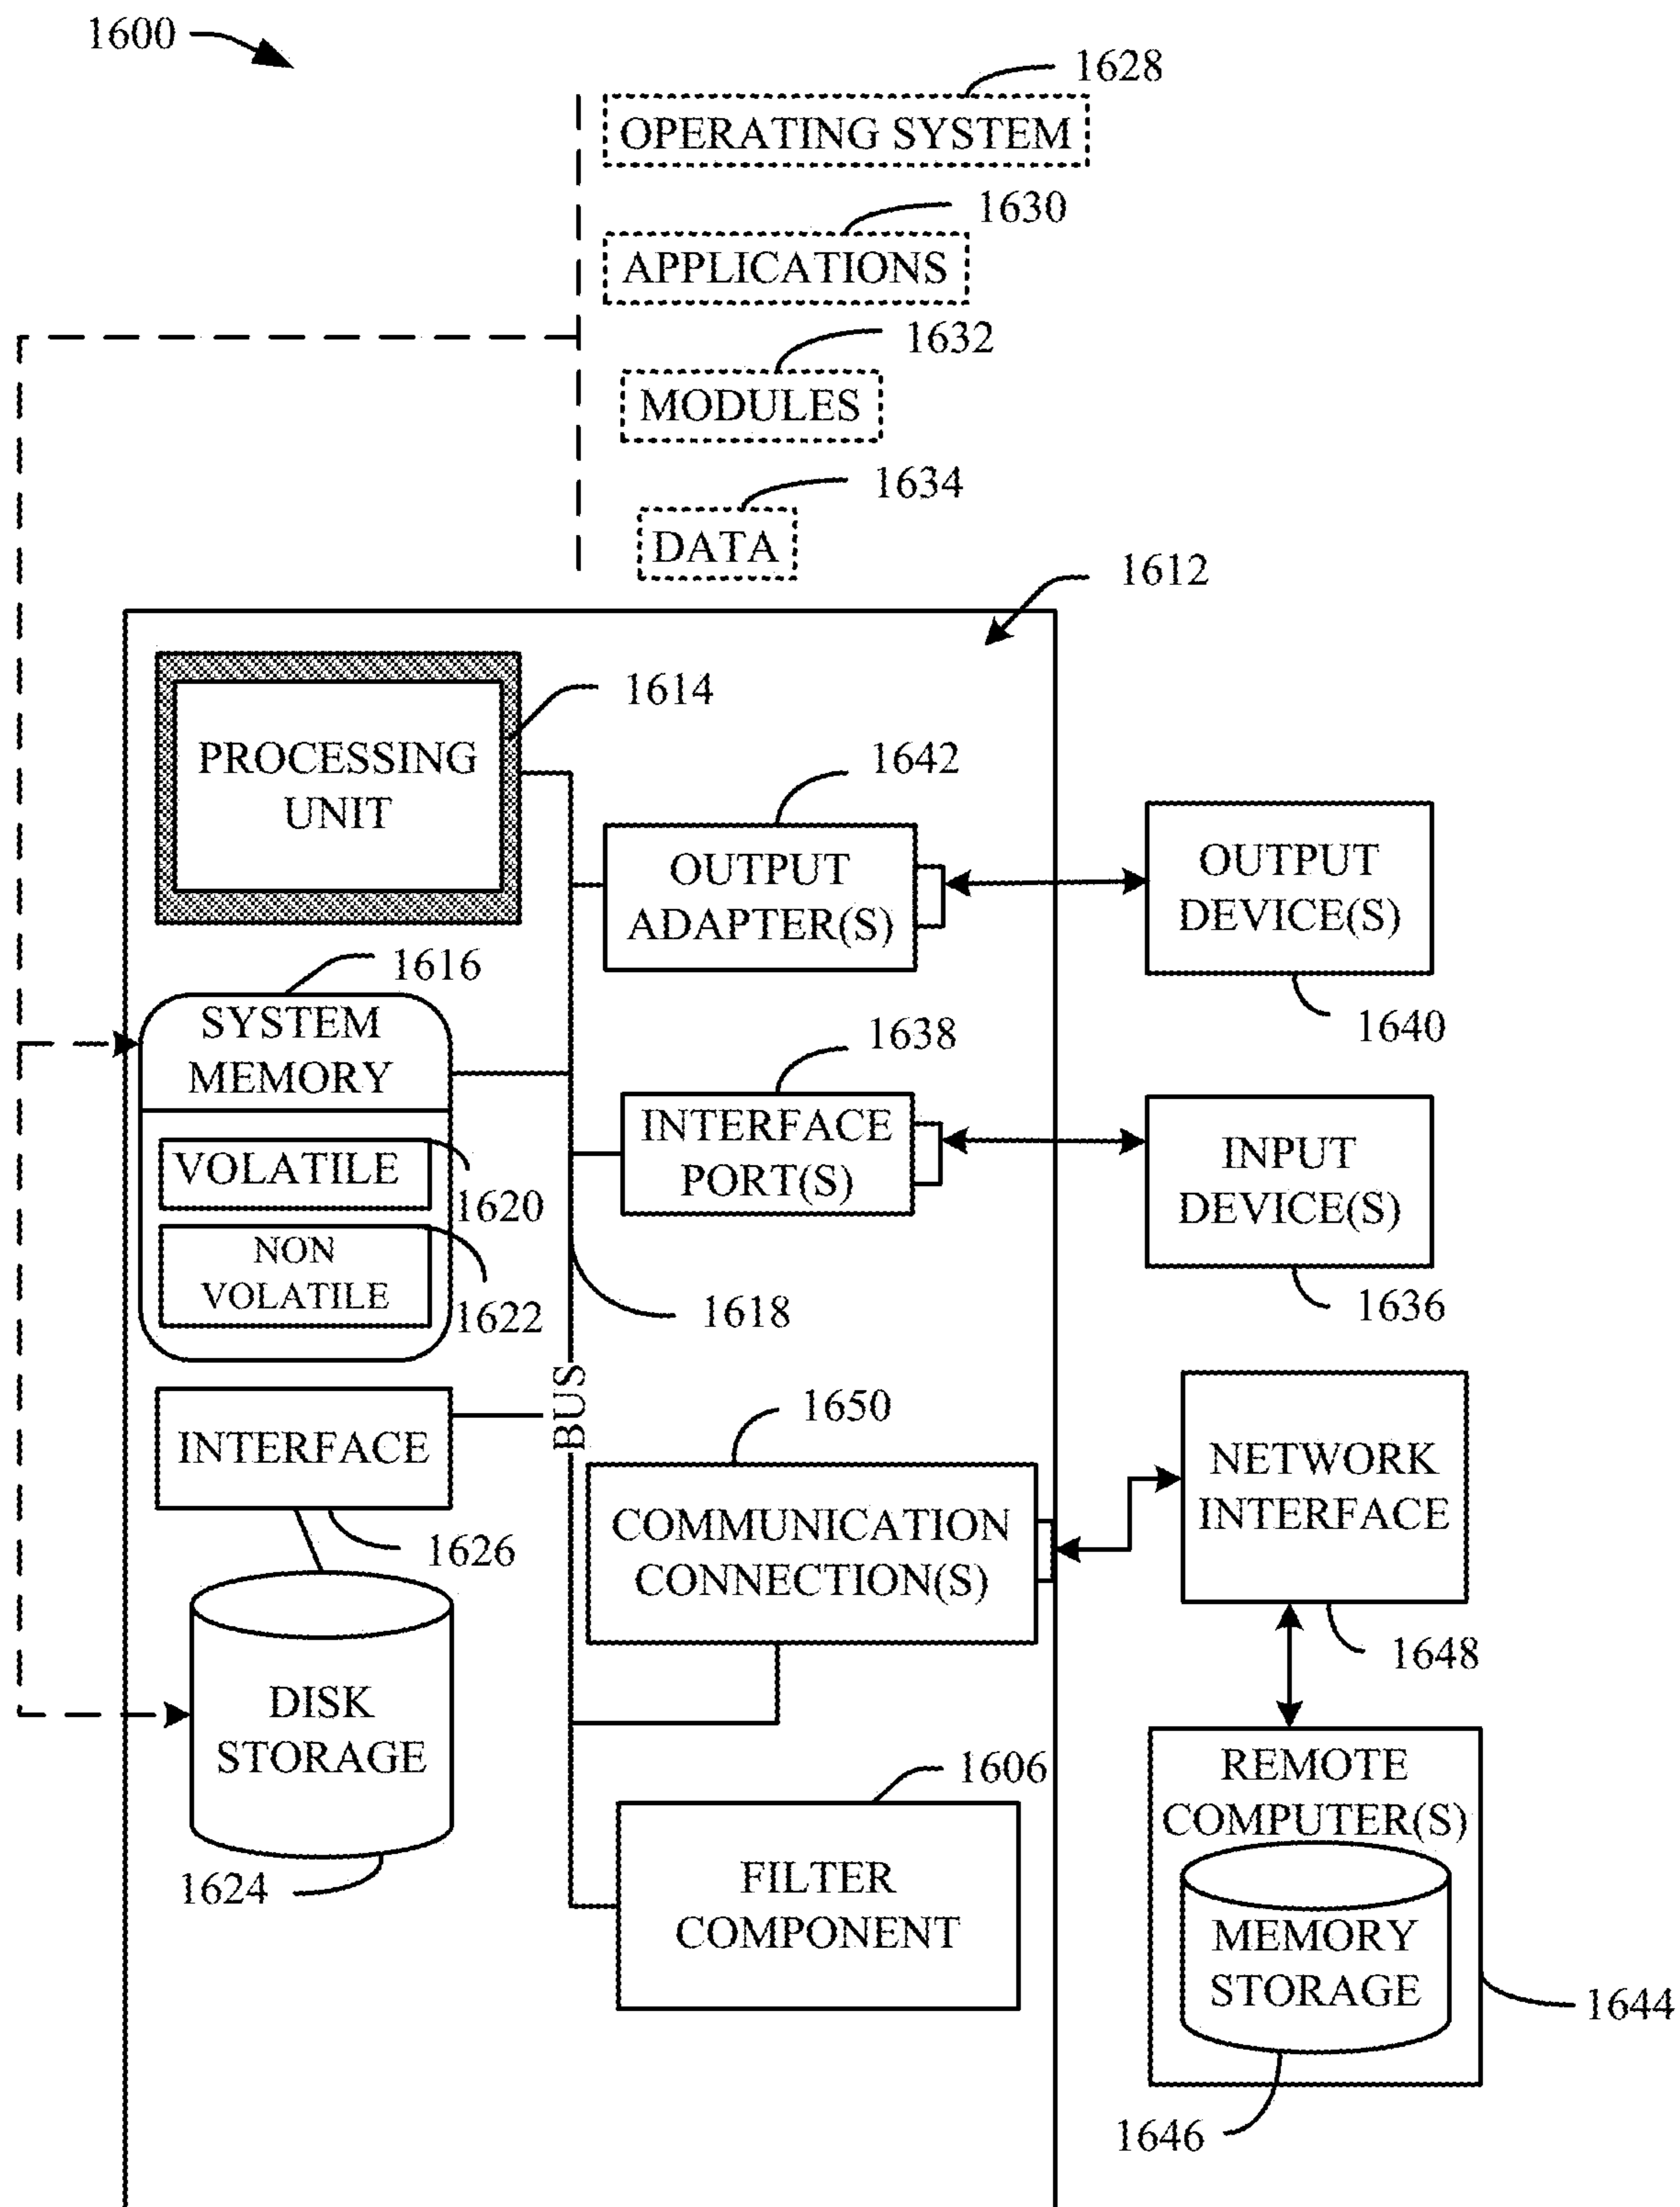 1600
1628
OPERATING SYSTEM
1630
APPLICATIONS
1632
MODULES
1634
DATA
1612
1614
PROCESSING
UNIT
1642
OUTPUT
ADAPTER(S)
OUTPUT
DEVICE(S)
1640
1616
SYSTEM
MEMORY
VOLATILE
1620
NON
VOLATILE
1622
1638
INTERFACE
PORT(S)
INPUT
DEVICE(S)
1636
1618
BUS
INTERFACE
1626
1650
COMMUNICATION
CONNECTION(S)
NETWORK
INTERFACE
1648
DISK
STORAGE
1624
1606
FILTER
COMPONENT
REMOTE
COMPUTER(S)
MEMORY
STORAGE
1644
1646